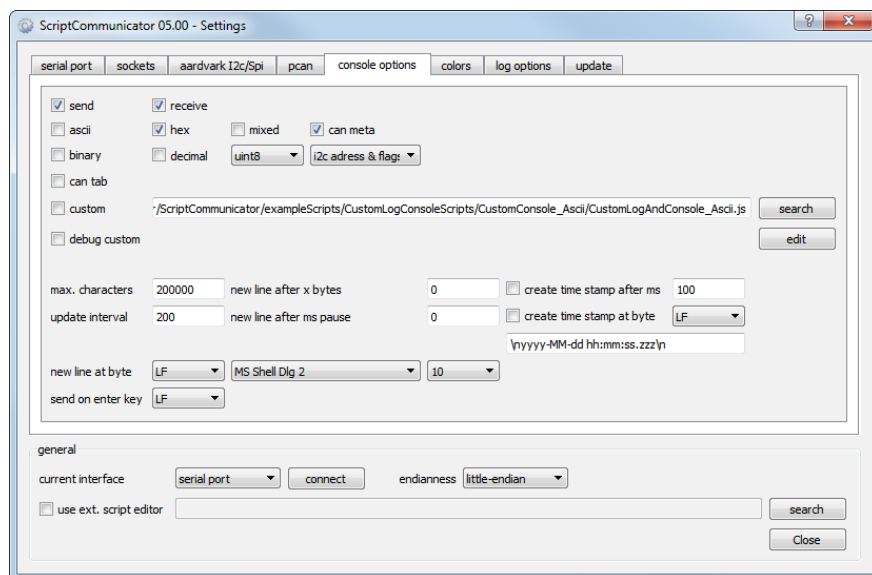 ScriptCommunicator 05.00 - Settings
serial port sockets aardvark I2c/Spi pcan console options colors log options update
send receive
ascii hex mixed can meta
binary decimal uint8 i2c adress & flags
can tab
custom r/ScriptCommunicator/exampleScripts/CustomLogConsoleScripts/CustomConsole_Ascii/CustomLogAndConsole_Ascii.js search
debug custom edit
max. characters 200000 new line after x bytes 0 create time stamp after ms 100
update interval 200 new line after ms pause 0 create time stamp at byte LF
\nyyyy-MM-dd hh:mm:ss.zzz\n
new line at byte LF MS Shell Dlg 2 10
send on enter key LF
general
current interface serial port connect endianness little-endian
use ext. script editor search
Close